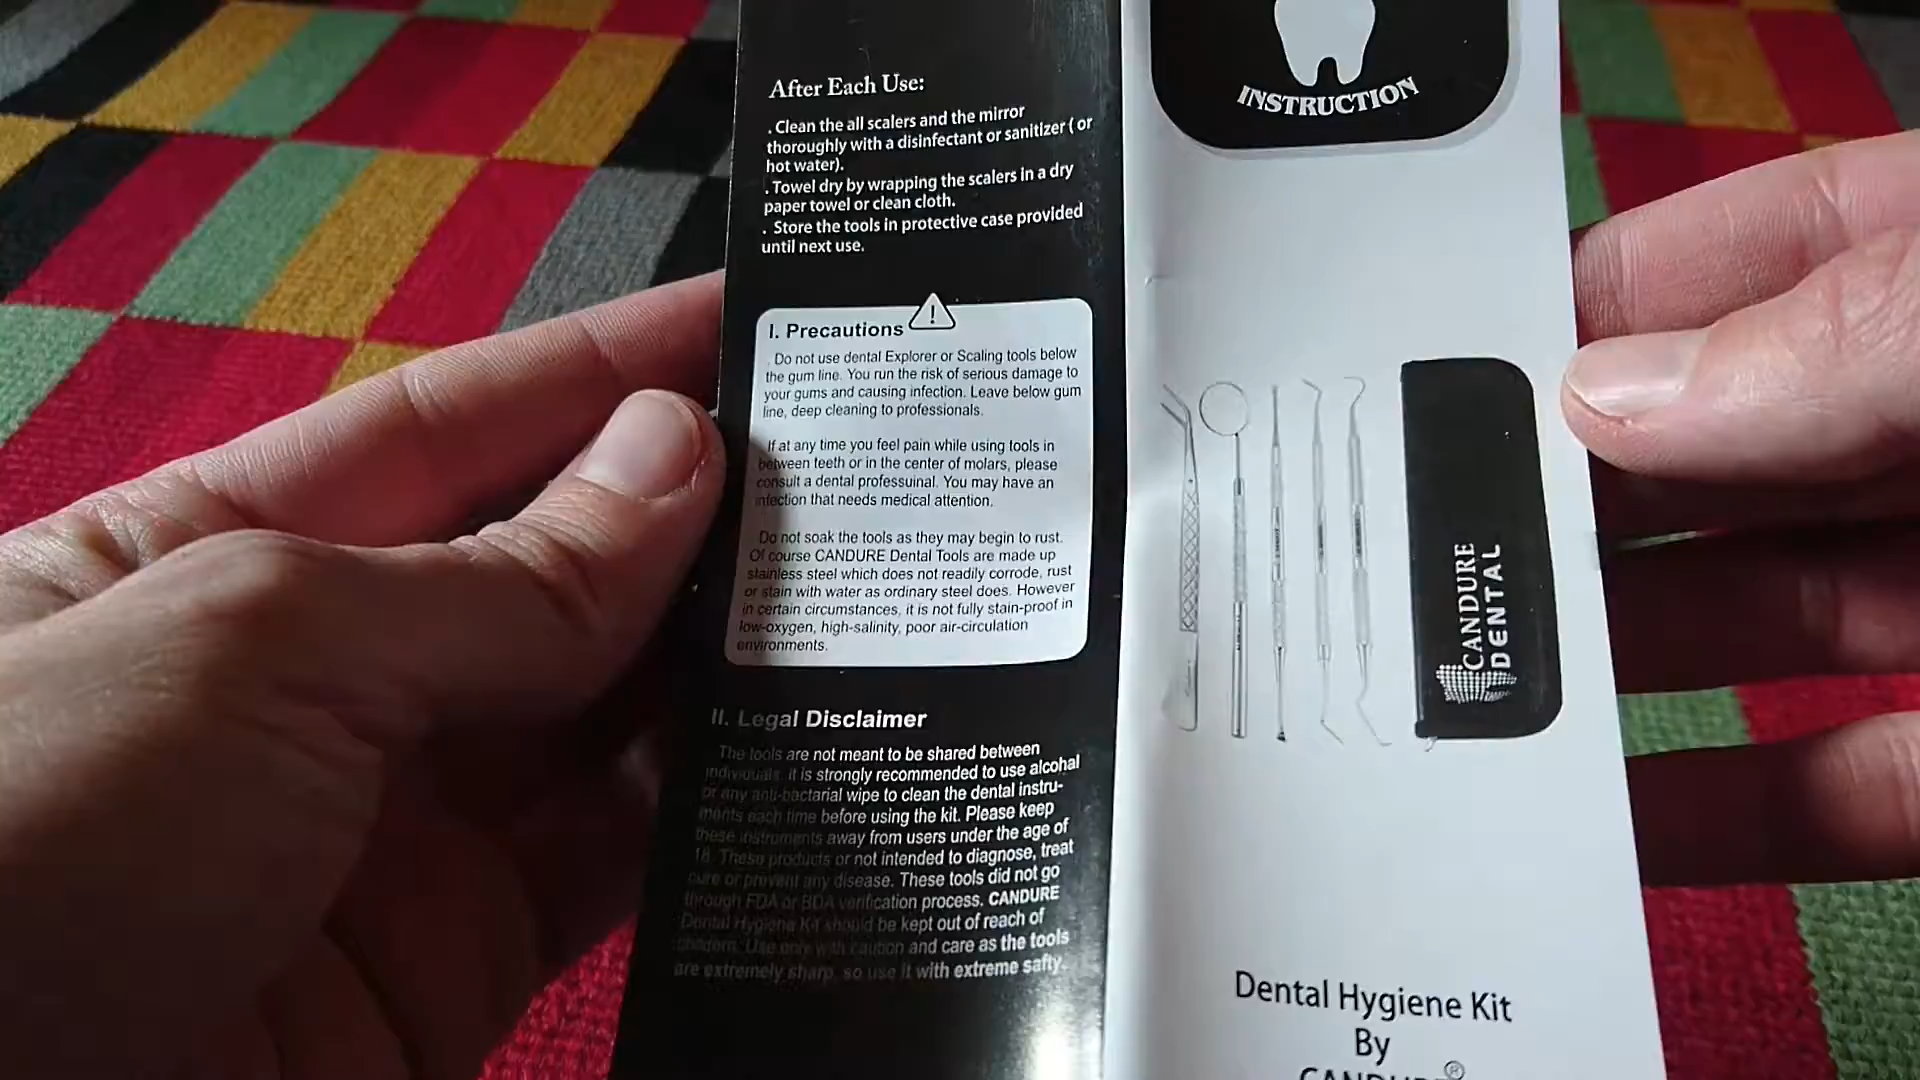 After Each Use:
. Clean the all scalers and the mirror
thoroughly with a disinfectant or sanitizer ( or
hot water).
. Towel dry by wrapping the scalers in a dry
paper towel or clean cloth.
. Store the tools in protective case provided
until next use.
I. Precautions
. Do not use dental Explorer or Scaling tools below
the gum line. You run the risk of serious damage to
your gums and causing infection. Leave below gum
line, deep cleaning to professionals.
If at any time you feel pain while using tools in
between teeth or in the center of molars, please
consult a dental professuinal. You may have an
infection that needs medical attention.
Do not soak the tools as they may begin to rust.
Of course CANDURE Dental Tools are made up
stainless steel which does not readily corrode, rust
or stain with water as ordinary steel does. However
in certain circumstances, it is not fully stain-proof in
low-oxygen, high-salinity, poor air-circulation
environments.
II. Legal Disclaimer
The tools are not meant to be shared between
individuals. it is strongly recommended to use alcohal
or any anti-bactarial wipe to clean the dental instru-
ments each time before using the kit. Please keep
these instruments away from users under the age of
18. These products or not intended to diagnose, treat
cure or prevent any disease. These tools did not go
through FDA or BDA verification process. CANDURE
Dental Hygiene Kit should be kept out of reach of
Use only with caution and care as the tools
are extremely sharp, so use it with extreme safty.
INSTRUCTION
CANDURE
DENTAL
Dental Hygiene Kit
By
CANDURE®